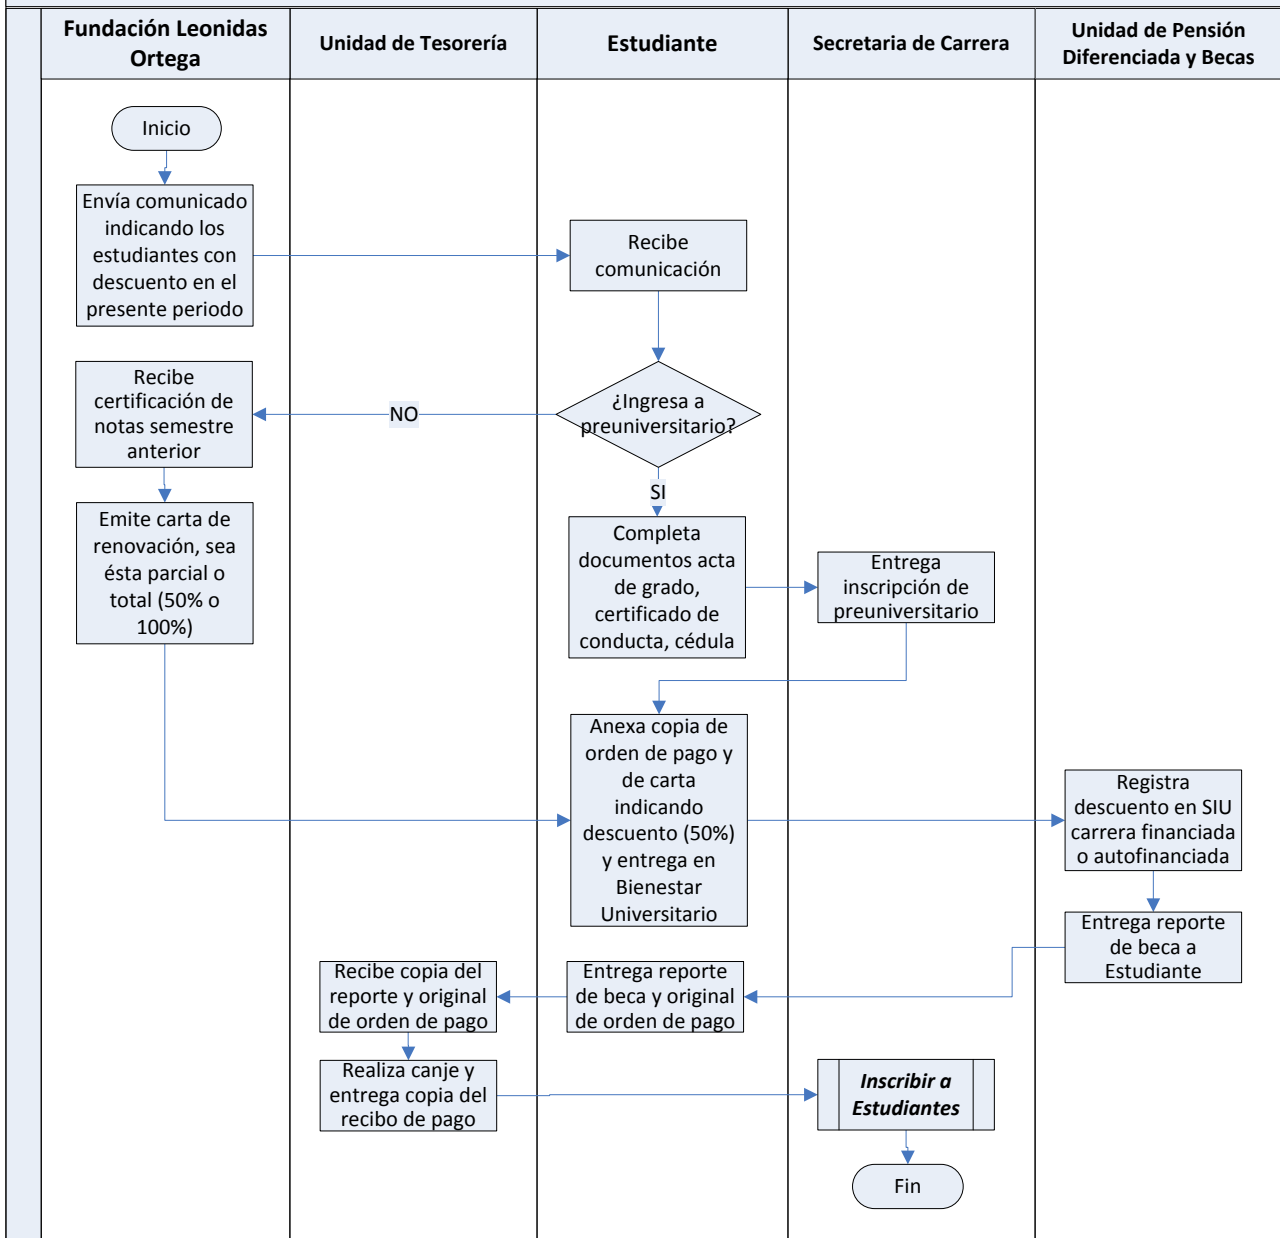 Fundación Leonidas
Ortega
Unidad de Tesorería
Estudiante
Secretaria de Carrera
Unidad de Pensión
Diferenciada y Becas
Inicio
Envía comunicado
indicando los
estudiantes con
descuento en el
presente periodo
Recibe
comunicación
Recibe
certificación de
notas semestre
anterior
NO
¿Ingresa a
preuniversitario?
SI
Emite carta de
renovación, sea
ésta parcial o
total (50% o
100%)
Completa
documentos acta
de grado,
certificado de
conducta, cédula
Entrega
inscripción de
preuniversitario
Anexa copia de
orden de pago y
de carta
indicando
descuento (50%)
y entrega en
Bienestar
Universitario
Registra
descuento en SIU
carrera financiada
o autofinanciada
Entrega reporte
de beca a
Estudiante
Recibe copia del
reporte y original
de orden de pago
Entrega reporte
de beca y original
de orden de pago
Realiza canje y
entrega copia del
recibo de pago
Inscribir a
Estudiantes
Fin